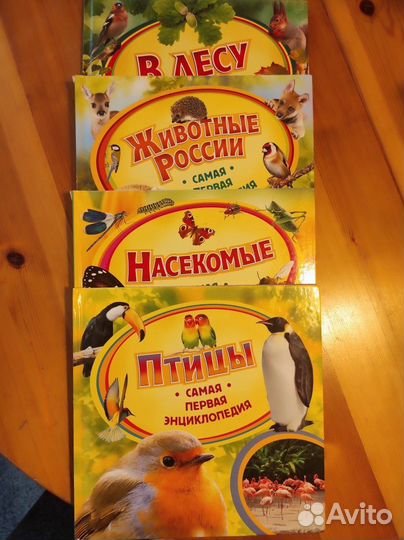 В ЛЕСУ
ЖИВОТНЫЕ
РОССИИ
• САМАЯ
ПЕРВАЯ
НАСЕКОМЫЕ
ПТИЦЫ
• САМАЯ •
ПЕРВАЯ
ЭНЦИКЛОПЕДИЯ
Avito